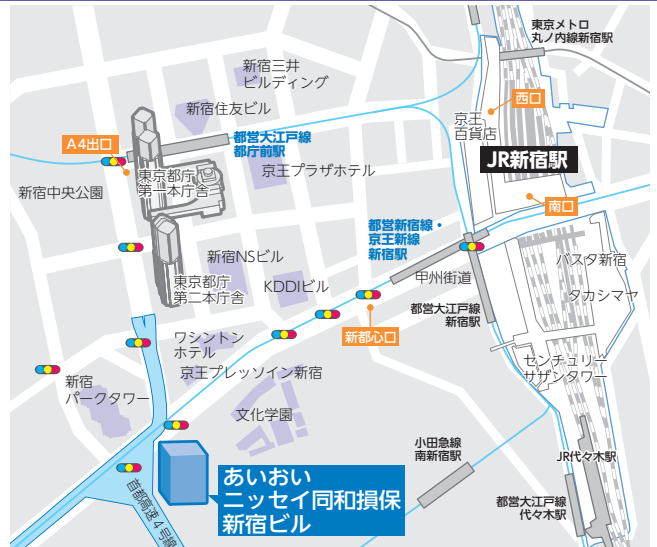 東京メトロ
丸ノ内線新宿駅
新宿三井
ビルディング
西口
新宿住友ビル
京王
百貨店
A4出口
都営大江戸線
都庁前駅
JR新宿駅
東京都庁
第一本庁舎
京王プラザホテル
新宿中央公園
南口
都営新宿線・
京王新線
新宿駅
新宿NSビル
バスタ新宿
東京都庁
第二本庁舎
KDDIビル
甲州街道
タカシマヤ
都営大江戸線
新宿駅
ワシントン
ホテル
新都心口
センチュリー
サザンタワー
京王プレッソイン新宿
新宿
パークタワー
文化学園
小田急線
南新宿駅
JR代々木駅
あいおい
ニッセイ同和損保
新宿ビル
首都高速4号線
都営大江戸線
代々木駅